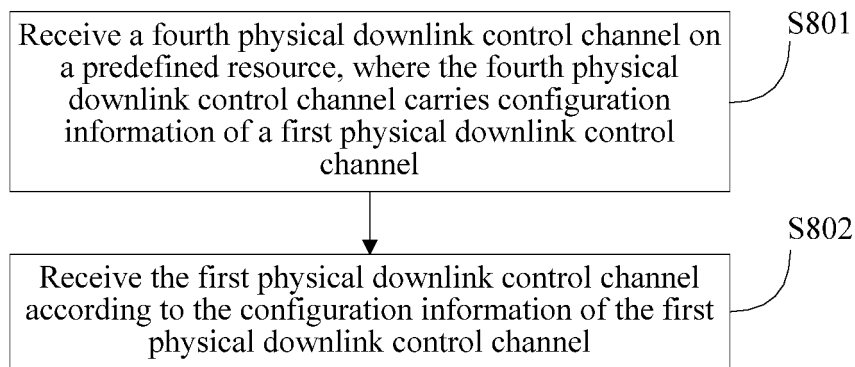 Receive a fourth physical downlink control channel on
a predefined resource, where the fourth physical
downlink control channel carries configuration
information of a first physical downlink control
channel
S801
Receive the first physical downlink control channel
according to the configuration information of the first
physical downlink control channel
S802